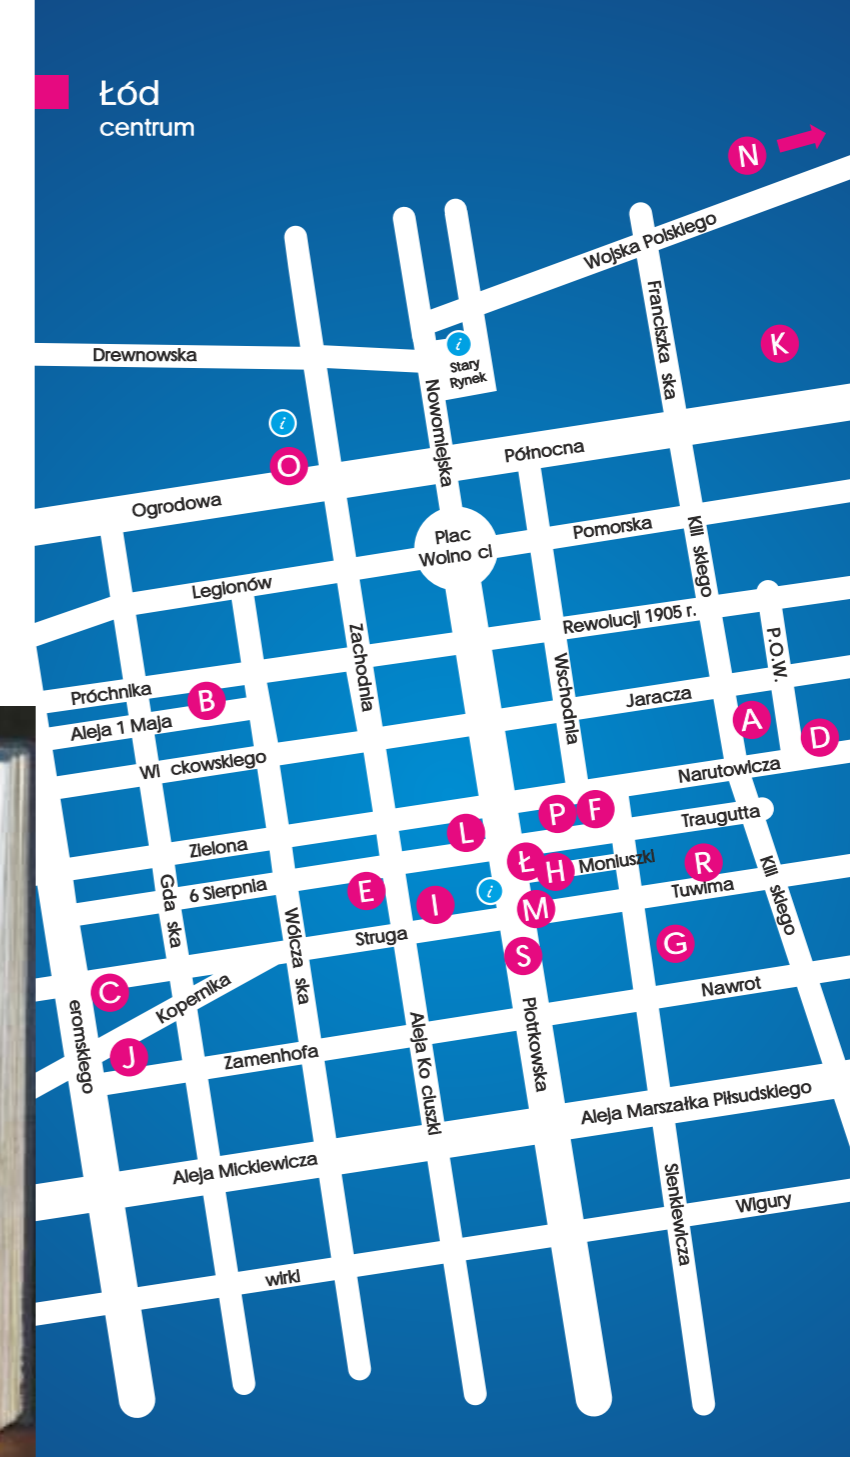 Łód
centrum
N
Wojska Polskiego
Franciszka ska
K
Drewnowska
i
Stary
Rynek
Nowomiejska
i
O
Północna
Ogrodowa
Plac
Wolno ci
Pomorska
Kili skiego
Legionów
Rewolucji 1905 r.
Zachodnia
Wschodnia
P.O.W.
Próchnika
B
Jaracza
Aleja 1 Maja
A
D
Wi ckowskiego
Narutowicza
P
F
Traugutta
L
Zielona
Ł
H
Moniuszki
R
6 Sierpnia
E
I
i
M
Tuwima
Kili skiego
Gda ska
Wólcza ska
Struga
S
G
C
Kopernika
Nawrot
eromskiego
J
Zamenhofa
Aleja Ko ciuszki
Piotrkowska
Aleja Marszałka Piłsudskiego
Aleja Mickiewicza
Sienkiewicza
Wigury
wirki